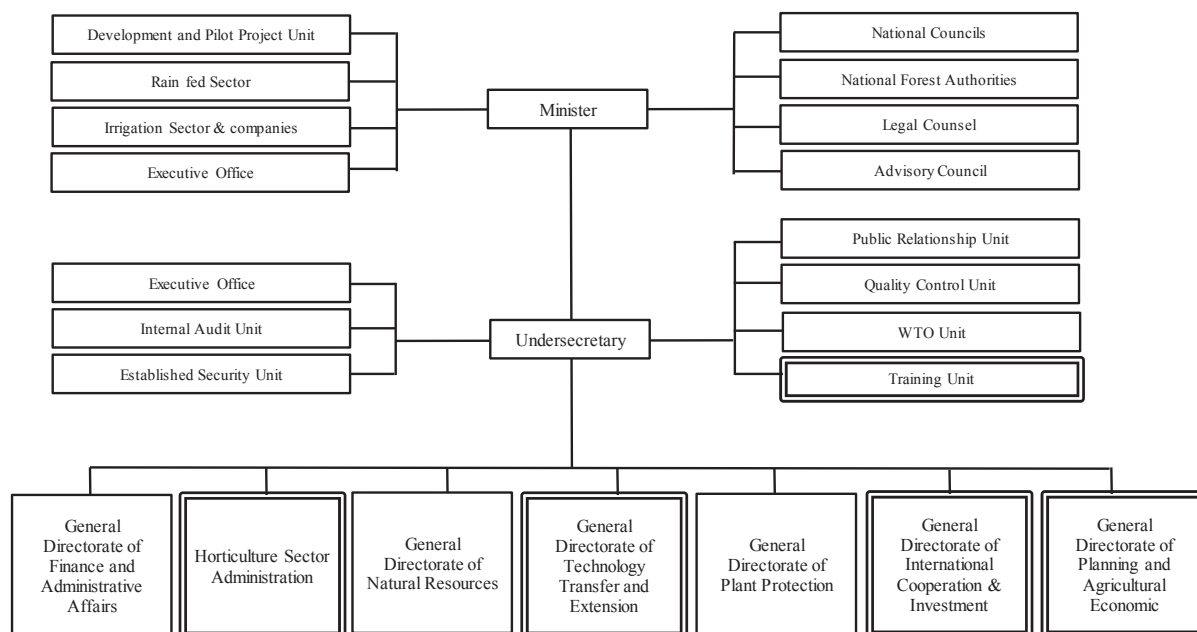 Development and Pilot Project Unit
Rain fed Sector
Irrigation Sector & companies
Executive Office
Minister
National Councils
National Forest Authorities
Legal Counsel
Advisory Council
Executive Office
Internal Audit Unit
Established Security Unit
Undersecretary
Public Relationship Unit
Quality Control Unit
WTO Unit
Training Unit
General
Directorate of
Finance and
Administrative
Affairs
Horticulture Sector
Administration
General
Directorate of
Natural Resources
General
Directorate of
Technology
Transfer and
Extension
General
Directorate of
Plant Protection
General
Directorate of
International
Cooperation &
Investment
General
Directorate of
Planning and
Agricultural
Economic